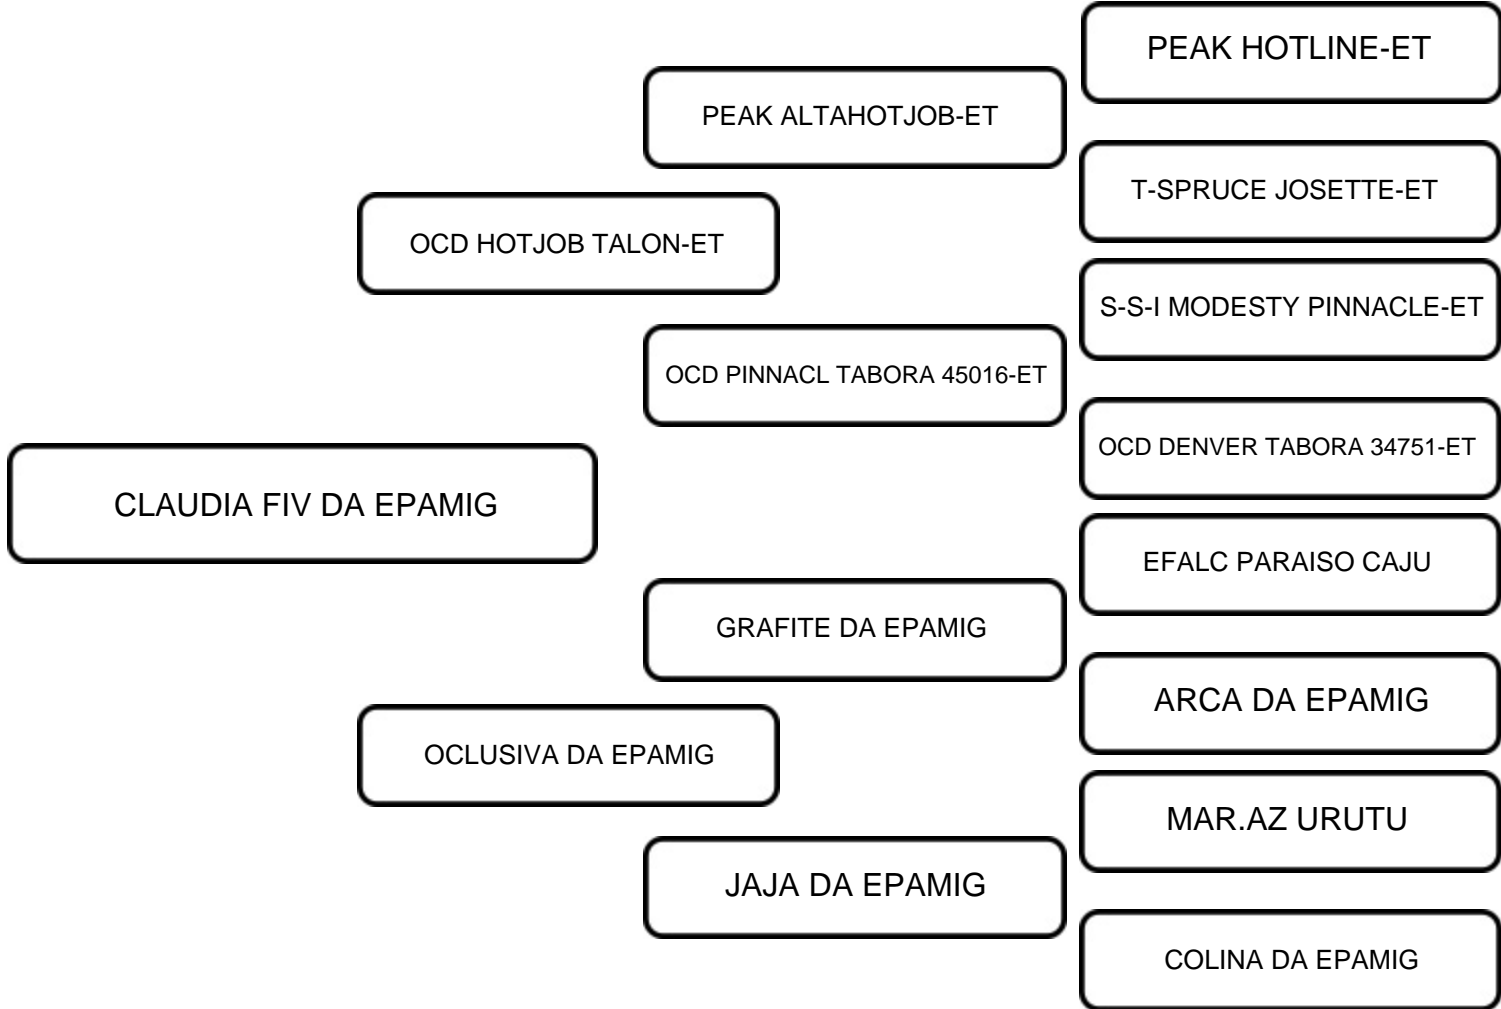 PEAK HOTLINE-ET
PEAK ALTAHOTJOB-ET
T-SPRUCE JOSETTE-ET
OCD HOTJOB TALON-ET
S-S-I MODESTY PINNACLE-ET
OCD PINNACL TABORA 45016-ET
OCD DENVER TABORA 34751-ET
CLAUDIA FIV DA EPAMIG
EFALC PARAISO CAJU
GRAFITE DA EPAMIG
ARCA DA EPAMIG
OCLUSIVA DA EPAMIG
MAR.AZ URUTU
JAJA DA EPAMIG
COLINA DA EPAMIG